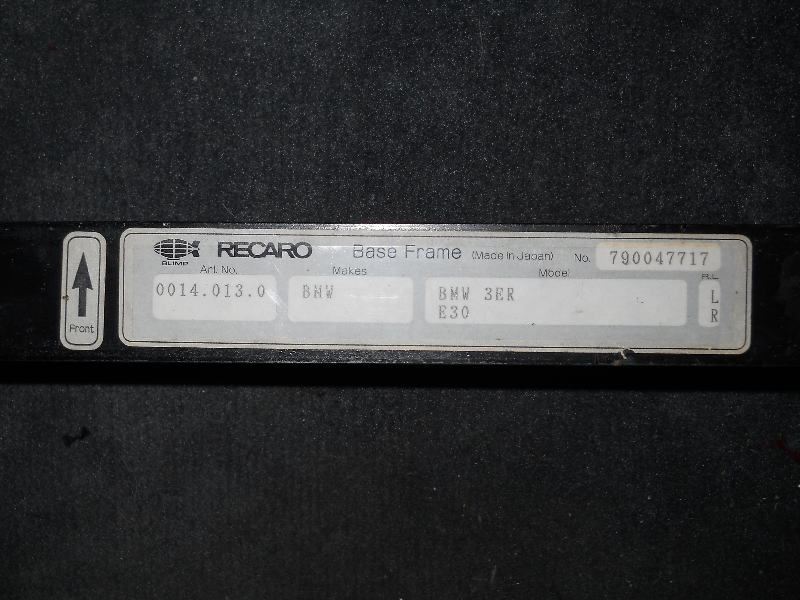 RECARO Base Frame (Made in Japan) No. 790047717
BLIMP
Art. No. Makes Model R.L
0014.013.0 BMW BMW 3ER L
E30 R
Front